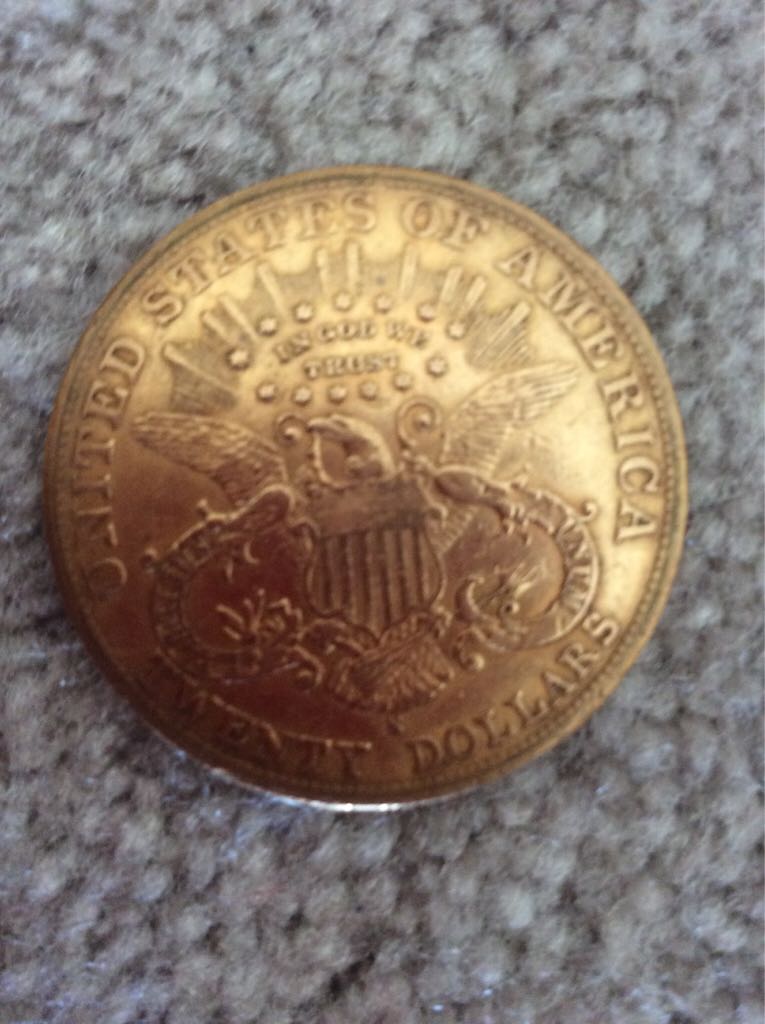 UNITED STATES OF AMERICA
IN GOD WE
TRUST
TWENTY DOLLARS